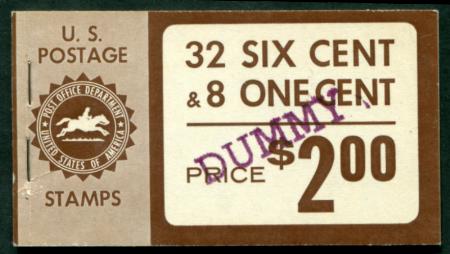 U. S.
POSTAGE
POST OFFICE DEPARTMENT
UNITED STATES OF AMERICA
STAMPS
32 SIX CENT
& 8 ONE CENT
DUMMY.
PRICE $2.00